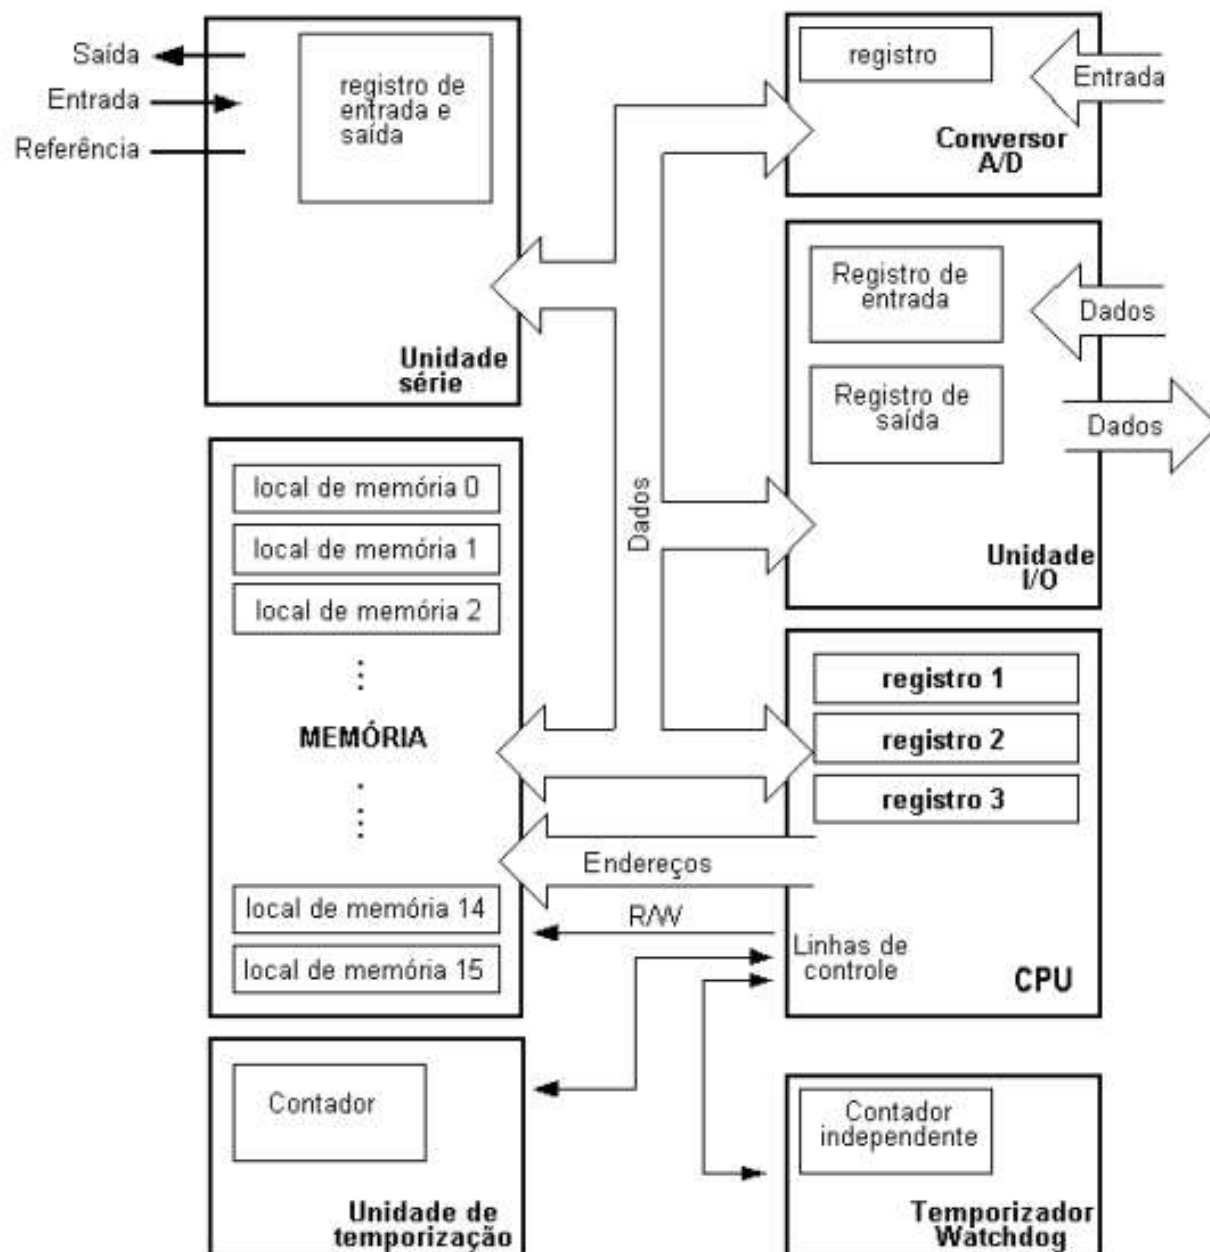 Saída
Entrada
Referência
registro de
entrada e
saída
Unidade
série
registro
Entrada
Conversor
A/D
Registro de
entrada
Dados
Registro de
saída
Dados
Unidade
I/O
Dados
local de memória 0
local de memória 1
local de memória 2
MEMÓRIA
local de memória 14
local de memória 15
registro 1
registro 2
registro 3
Endereços
R/W
Linhas de
controle
CPU
Contador
Unidade de
temporização
Contador
independente
Temporizador
Watchdog